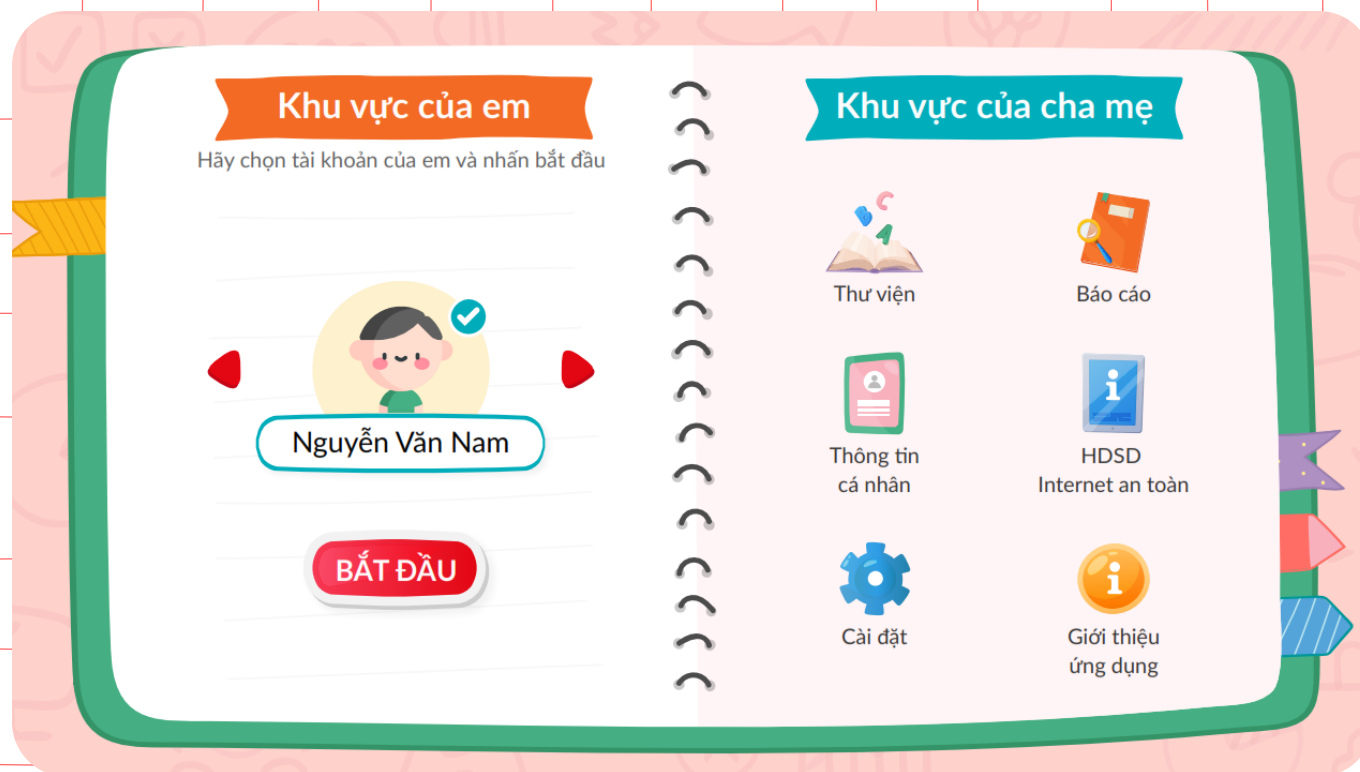 Khu vực của em
Hãy chọn tài khoản của em và nhấn bắt đầu
Nguyễn Văn Nam
BẮT ĐẦU
Khu vực của cha mẹ
Thư viện
Báo cáo
Thông tin
cá nhân
HDSD
Internet an toàn
Cài đặt
Giới thiệu
ứng dụng